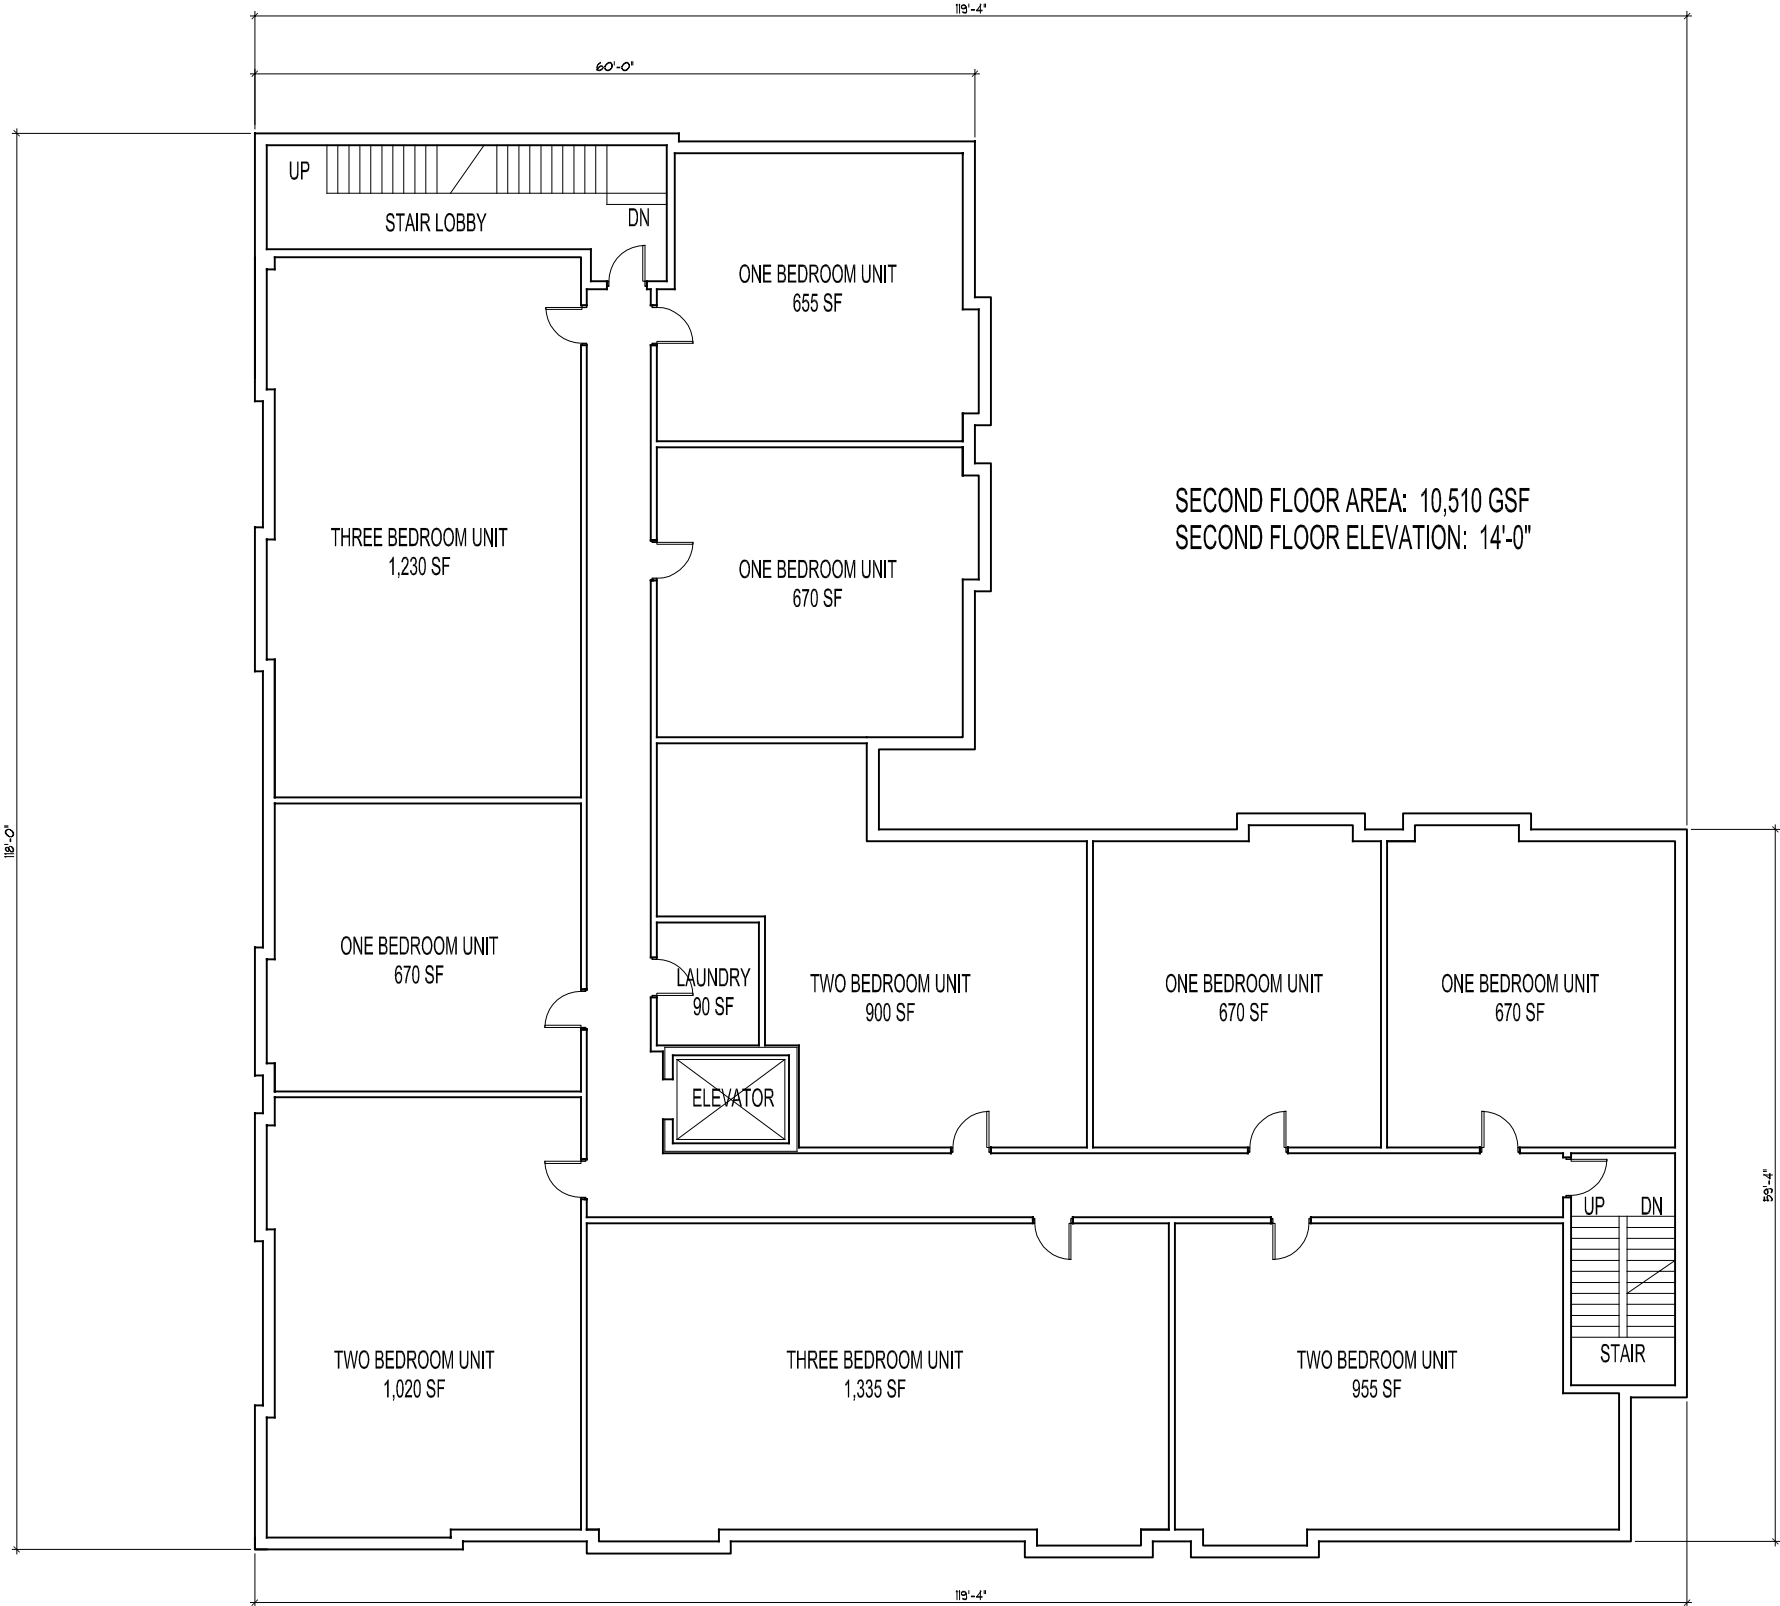 119'-4"
60'-0"
UP
STAIR LOBBY
DN
ONE BEDROOM UNIT
655 SF
SECOND FLOOR AREA: 10,510 GSF
SECOND FLOOR ELEVATION: 14'-0"
THREE BEDROOM UNIT
1,230 SF
ONE BEDROOM UNIT
670 SF
118'-0"
ONE BEDROOM UNIT
670 SF
LAUNDRY
90 SF
TWO BEDROOM UNIT
900 SF
ONE BEDROOM UNIT
670 SF
ONE BEDROOM UNIT
670 SF
ELEVATOR
59'-4"
UP
DN
STAIR
TWO BEDROOM UNIT
1,020 SF
THREE BEDROOM UNIT
1,335 SF
TWO BEDROOM UNIT
955 SF
119'-4"